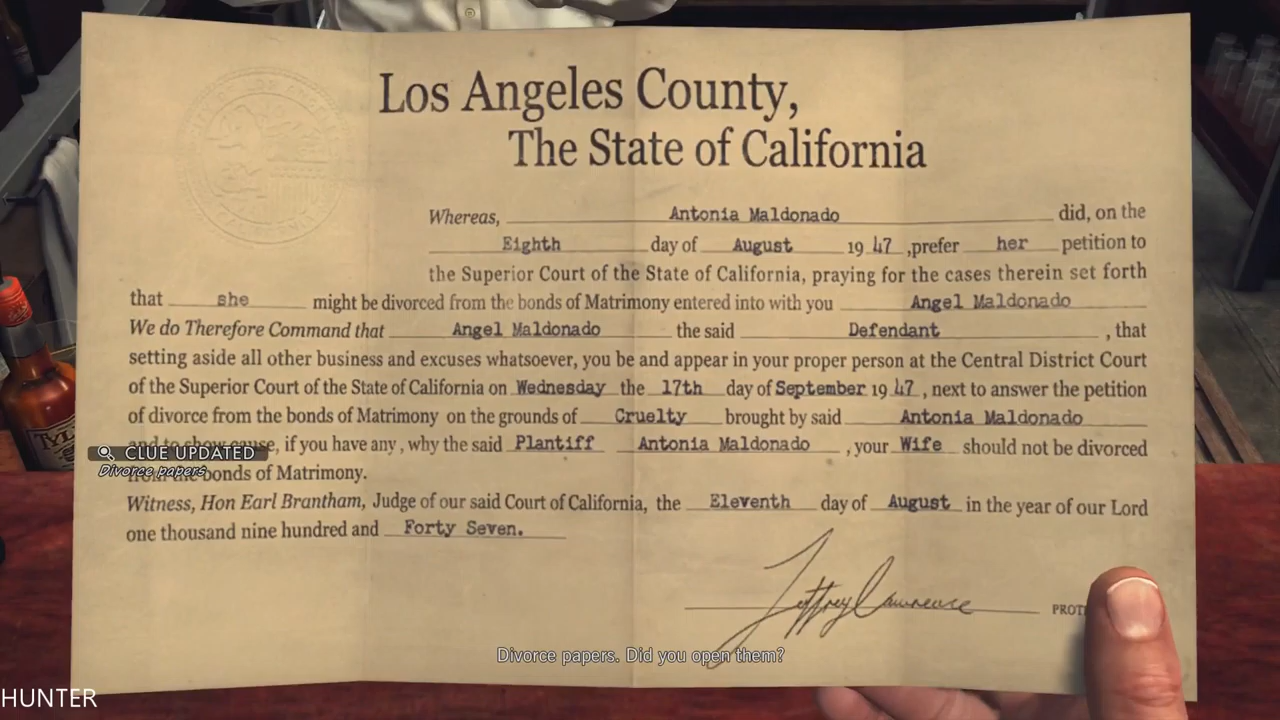 Los Angeles County,
The State of California
Whereas, Antonia Maldonado did, on the
Eighth day of August 19 47 ,prefer her petition to
the Superior Court of the State of California, praying for the cases therein set forth
that she might be divorced from the bonds of Matrimony entered into with you Angel Maldonado
We do Therefore Command that Angel Maldonado the said Defendant , that
setting aside all other business and excuses whatsoever, you be and appear in your proper person at the Central District Court
of the Superior Court of the State of California on Wednesday the 17th day of September 19 47 , next to answer the petition
of divorce from the bonds of Matrimony on the grounds of Cruelty brought by said Antonia Maldonado
and to show cause, if you have any , why the said Plantiff Antonia Maldonado , your Wife should not be divorced
CLUE UPDATED
Divorce papers
from the bonds of Matrimony.
Witness, Hon Earl Brantham, Judge of our said Court of California, the Eleventh day of August in the year of our Lord
one thousand nine hundred and Forty Seven.
Jeffrey Lawrence
Divorce papers. Did you open them?
HUNTER